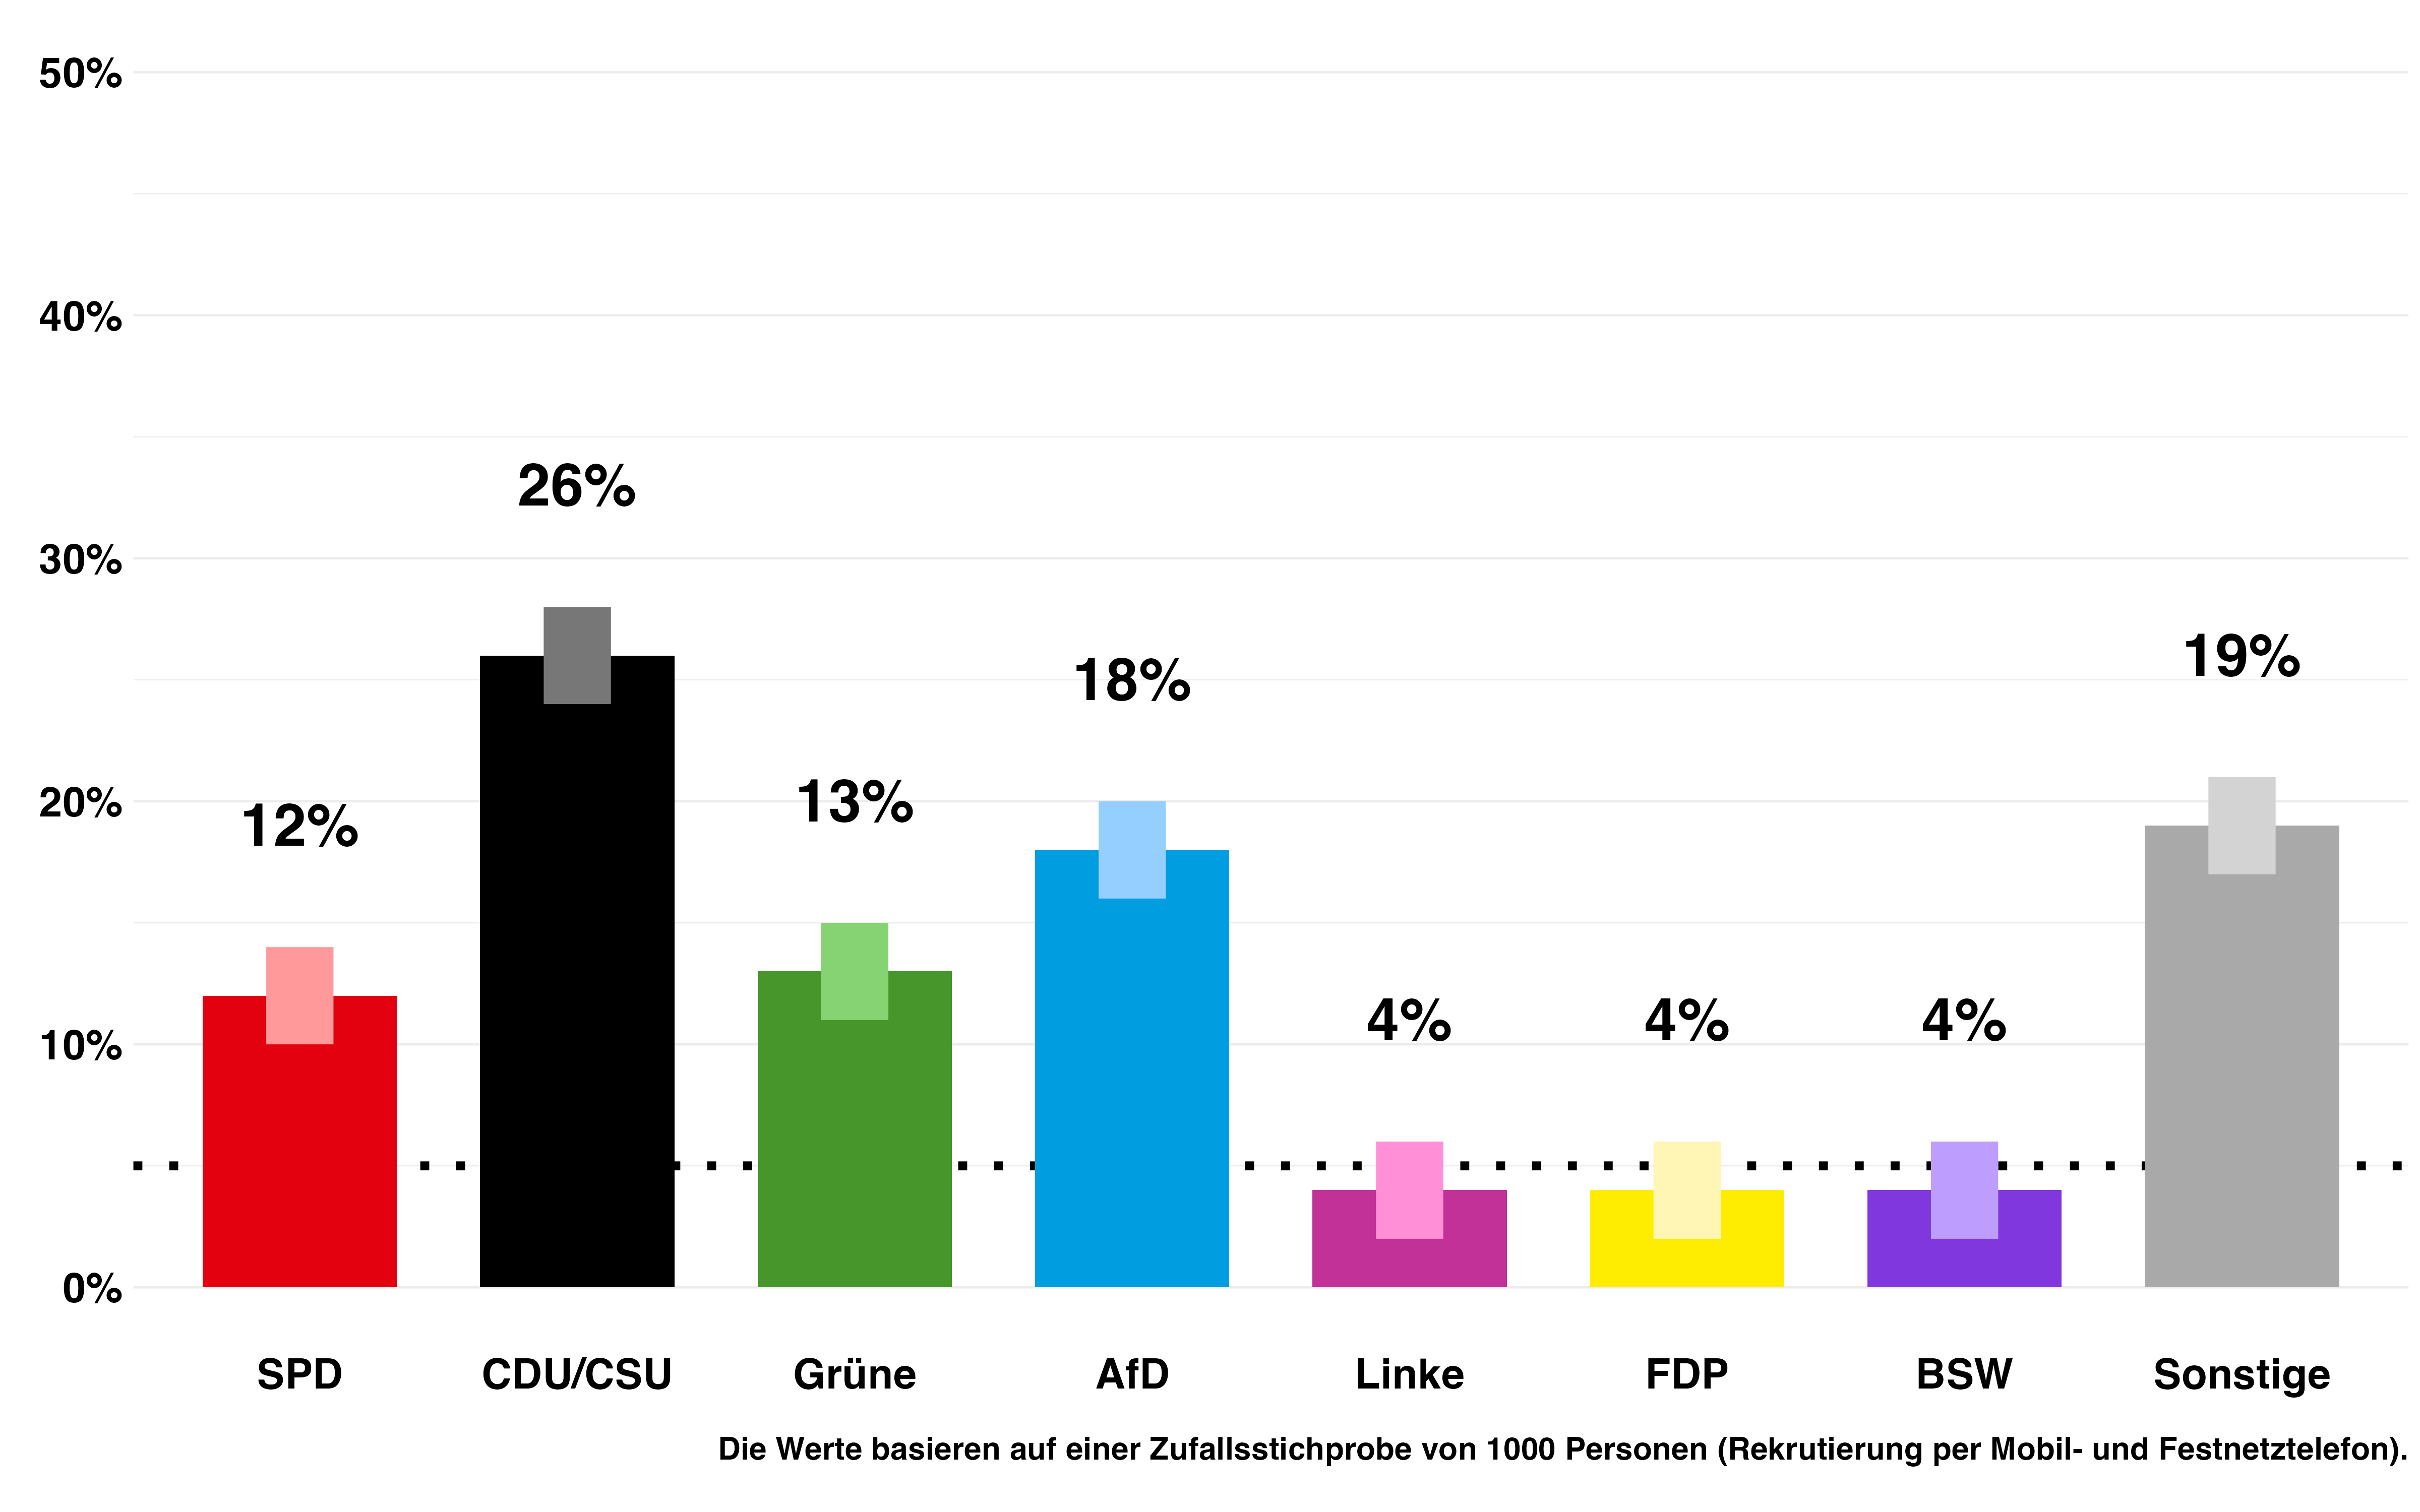 50%
40%
30%
20%
10%
0%
12%
26%
13%
18%
4%
4%
4%
19%
SPD
CDU/CSU
Grüne
AfD
Linke
FDP
BSW
Sonstige
Die Werte basieren auf einer Zufallsstichprobe von 1000 Personen (Rekrutierung per Mobil- und Festnetztelefon).